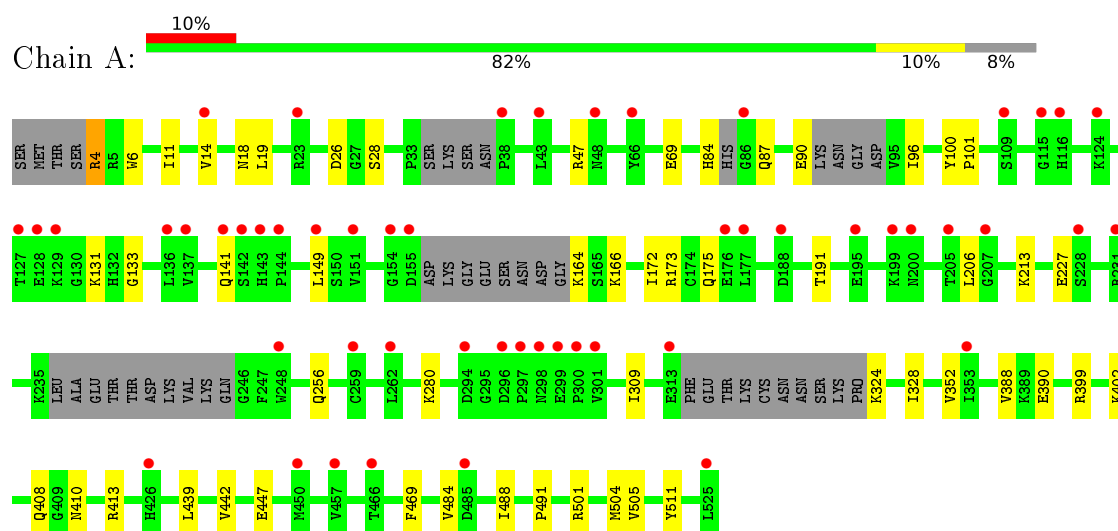 10%
Chain A:
82% 10% 8%
SER MET THR SER R4 R5 W6 I11 V14 N18 L19 R23 D26 G27 S28 P33 SER LYS SER ASN P38 L43 R47 N48 Y66 E69 H84 HIS G86 Q87 E90 LYS ASN GLY ASP V95 I96 Y100 P101 S109 G115 H116 K124
T127 E128 K129 G130 K131 H132 G133 L136 V137 Q141 S142 H143 P144 L149 S150 V151 G154 D155 ASP LYS GLY GLU SER ASN ASP GLY K164 S165 K166 I172 R173 C174 Q175 E176 L177 D188 T191 E195 K199 N200 T205 L206 G207 K213 E227 S228 R231
K235 LEU ALA GLU THR THR ASP LYS VAL LYS GLN G246 F247 W248 Q256 C259 L262 K280 D294 G295 D296 P297 N298 E299 P300 V301 I309 E313 PHE GLU THR LYS CYS ASN ASN SER LYS PRO K324 I328 V352 I353 V388 K389 E390 R399 K402
Q408 G409 N410 R413 H426 L439 V442 E447 M450 V457 T466 F469 V484 D485 I488 P491 R501 M504 V505 Y511 L525